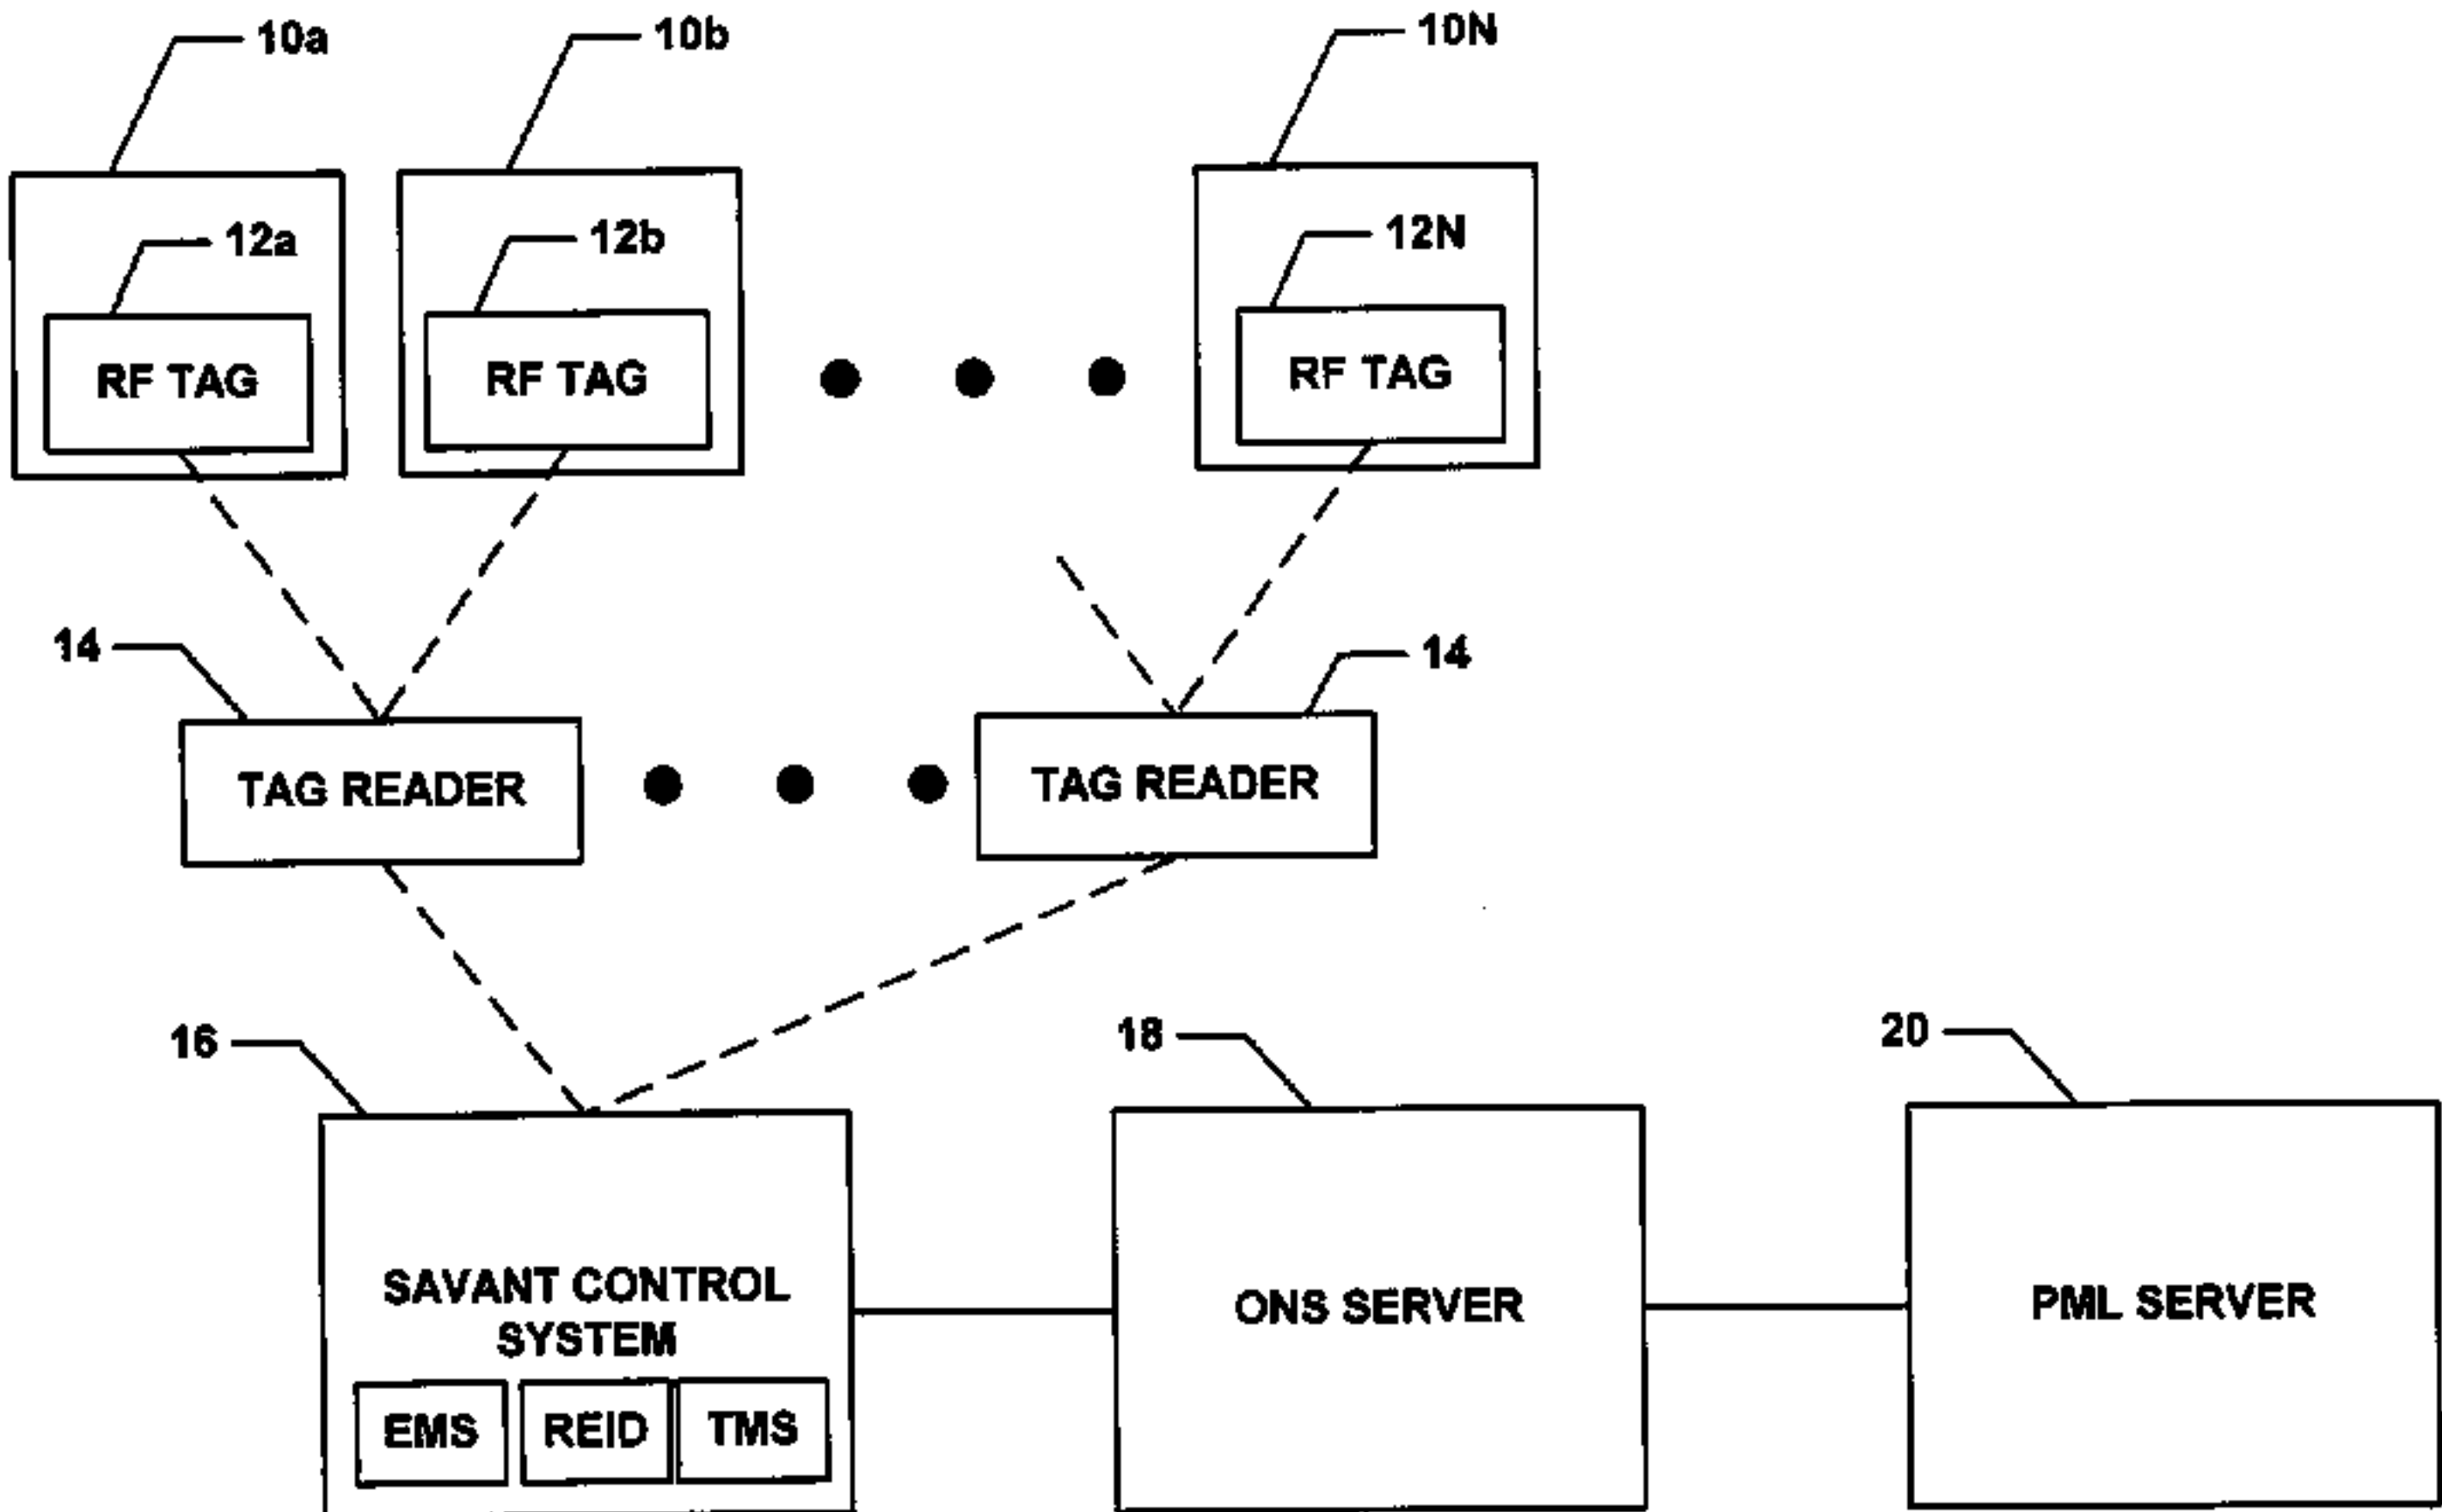 10a
10b
10N
12a
12b
12N
RF TAG
RF TAG
RF TAG
14
14
TAG READER
TAG READER
16
18
20
SAVANT CONTROL
SYSTEM
ONS SERVER
PML SERVER
EMS
REID
TMS